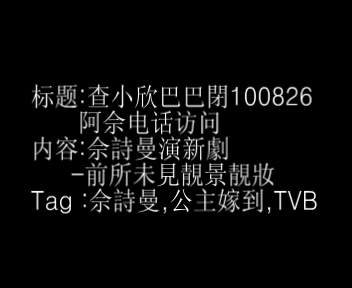 标题:查小欣巴巴閉100826
阿佘电话访问
内容:佘詩曼演新劇
-前所未見靚景靚妝
Tag :佘詩曼,公主嫁到,TVB